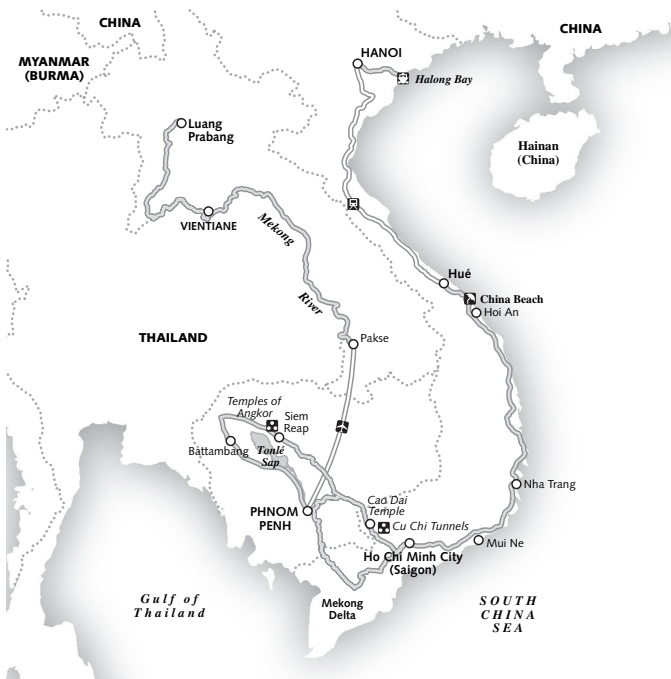 CHINA
CHINA
MYANMAR
(BURMA)
HANOI
Halong Bay
Luang
Prabang
Hainan
(China)
VIENTIANE
Mekong
River
Hué
China Beach
Hoi An
THAILAND
Pakse
Temples of
Angkor
Siem
Reap
Battambang
Tonlé
Sap
Nha Trang
Cao Dai
Temple
PHNOM
PENH
Cu Chi Tunnels
Mui Ne
Ho Chi Minh City
(Saigon)
Mekong
Delta
Gulf of
Thailand
SOUTH
CHINA
SEA